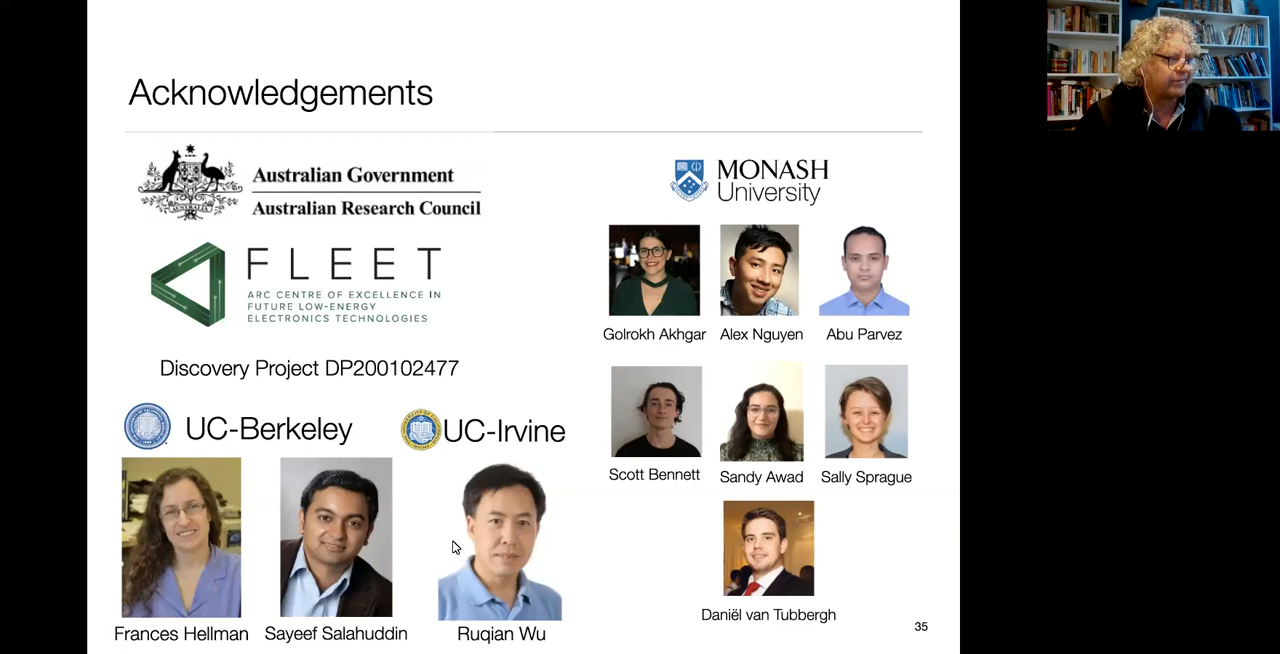 Acknowledgements
Australian Government
Australian Research Council
FLEET
ARC CENTRE OF EXCELLENCE IN
FUTURE LOW-ENERGY
ELECTRONICS TECHNOLOGIES
Discovery Project DP200102477
UC-Berkeley
UC-Irvine
Frances Hellman
Sayeef Salahuddin
Ruqian Wu
MONASH
University
Golrokh Akhgar
Alex Nguyen
Abu Parvez
Scott Bennett
Sandy Awad
Sally Sprague
Daniël van Tubbergh
35